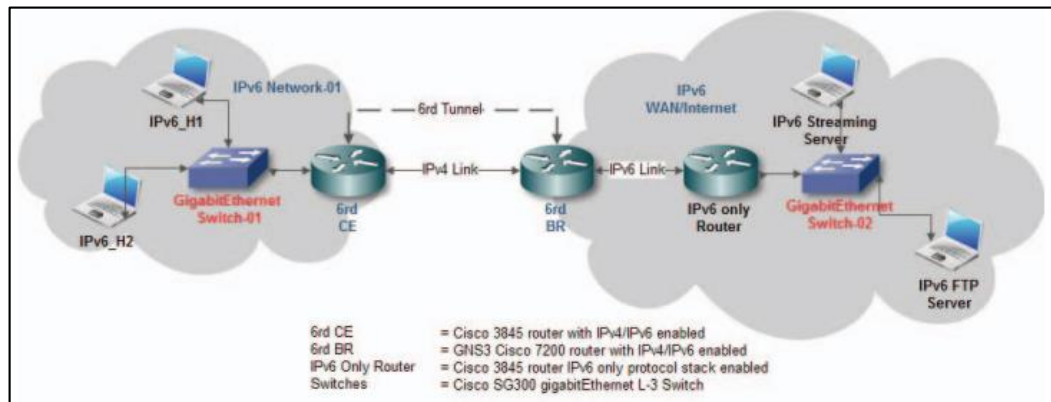 IPv6 Network-01
IPv6_H1
6rd Tunnel
IPv6
WAN/Internet
IPv6 Streaming
Server
IPv4 Link
IPv6 Link
GigabitEthernet
Switch-01
6rd
CE
6rd
BR
IPv6 only
Router
GigabitEthernet
Switch-02
IPv6_H2
IPv6 FTP
Server
6rd CE = Cisco 3845 router with IPv4/IPv6 enabled
6rd BR = GNS3 Cisco 7200 router with IPv4/IPv6 enabled
IPv6 Only Router = Cisco 3845 router IPv6 only protocol stack enabled
Switches = Cisco SG300 gigabitEthernet L-3 Switch